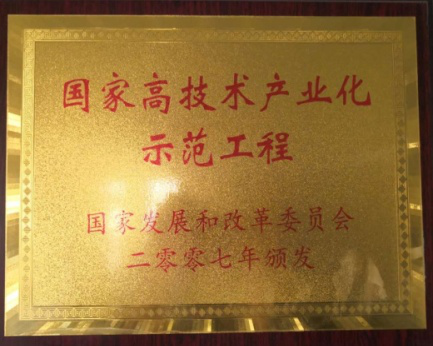 国家高技术产业化
示范工程
国家发展和改革委员会
二零零七年颁发